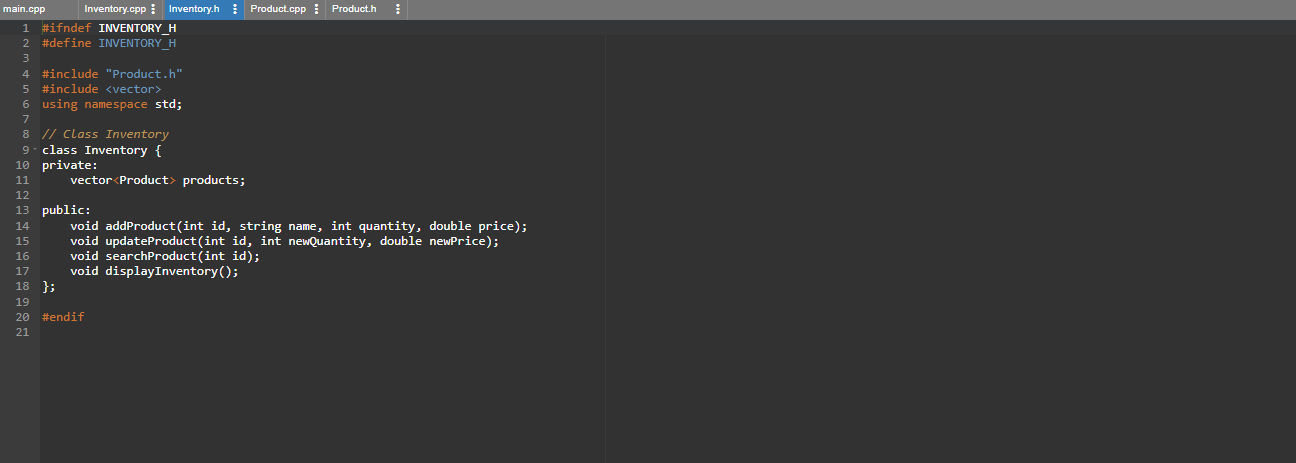 main.cpp Inventory.cpp Inventory.h Product.cpp Product.h
1 #ifndef INVENTORY_H
2 #define INVENTORY_H
3
4 #include "Product.h"
5 #include <vector>
6 using namespace std;
7
8 // Class Inventory
9 class Inventory {
10 private:
11     vector<Product> products;
12
13 public:
14     void addProduct(int id, string name, int quantity, double price);
15     void updateProduct(int id, int newQuantity, double newPrice);
16     void searchProduct(int id);
17     void displayInventory();
18 };
19
20 #endif
21